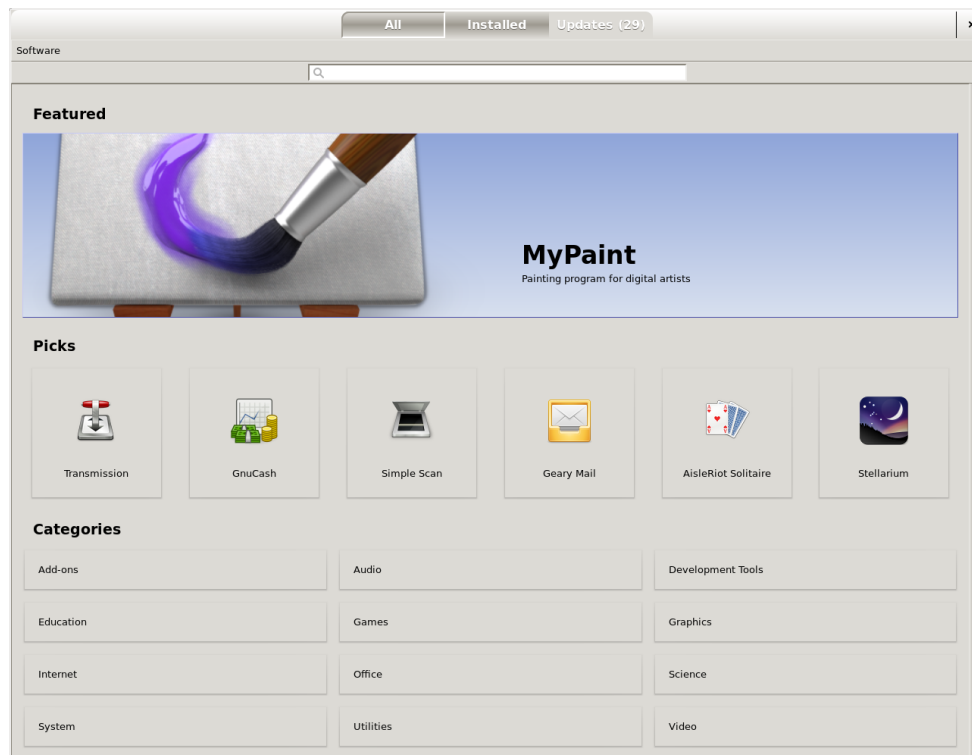 All Installed Updates (29)
Software
Featured
MyPaint
Painting program for digital artists
Picks
Transmission GnuCash Simple Scan Geary Mail AisleRiot Solitaire Stellarium
Categories
Add-ons Audio Development Tools
Education Games Graphics
Internet Office Science
System Utilities Video